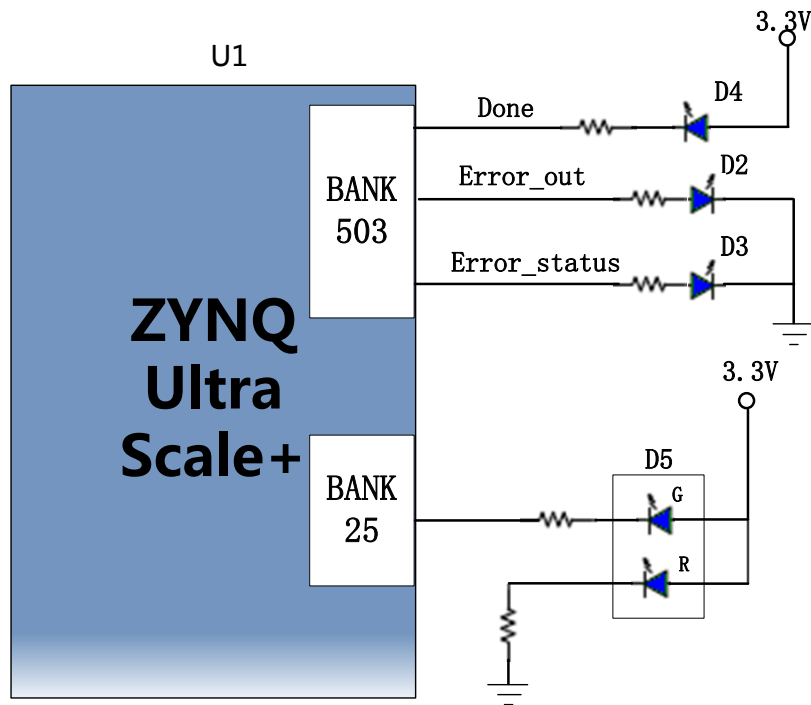 U1
3.3V
Done
D4
BANK
503
Error_out
D2
Error_status
D3
ZYNQ
Ultra
Scale+
3.3V
BANK
25
D5
G
R